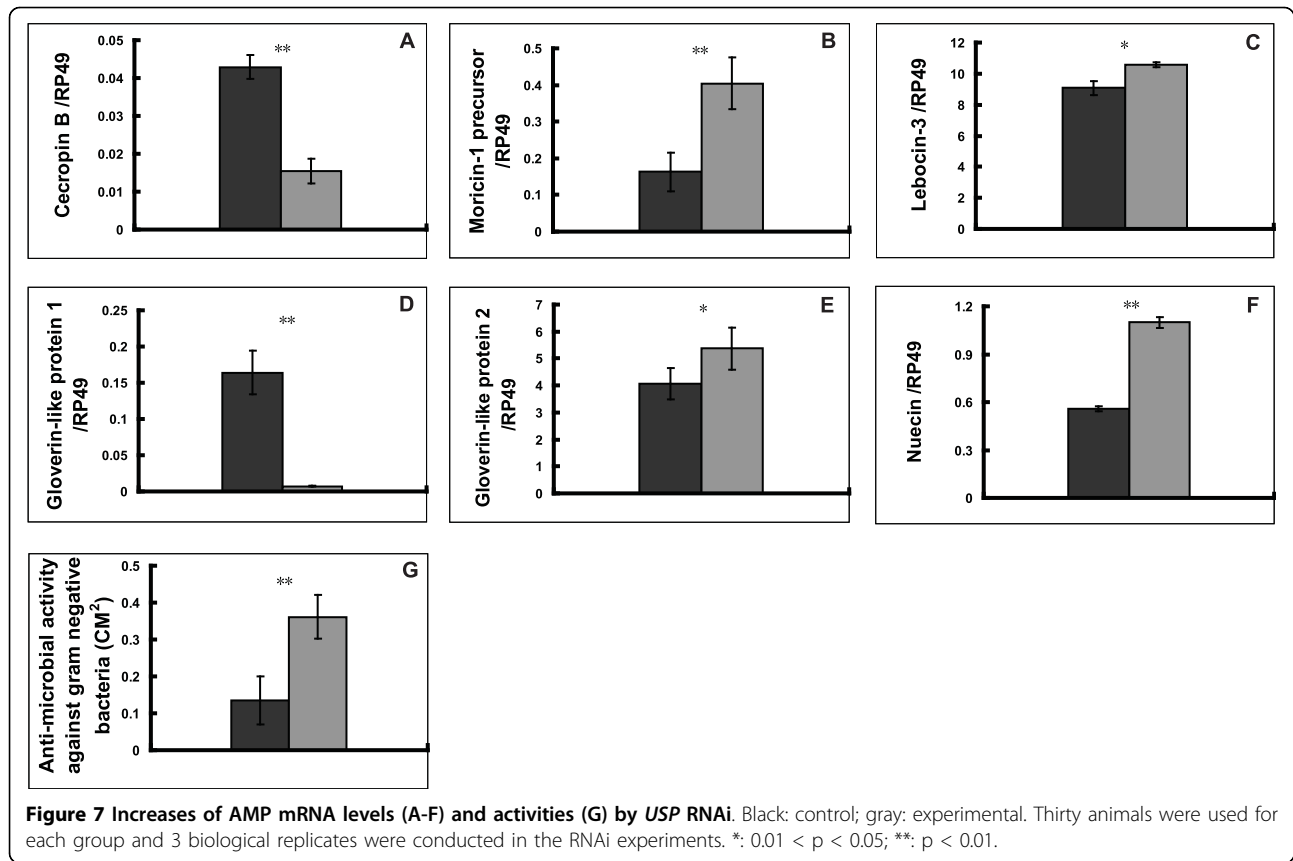 A
**
Cecropin B /RP49
0.05
0.04
0.03
0.02
0.01
0
B
**
Moricin-1 precursor
/RP49
0.5
0.4
0.3
0.2
0.1
0
C
*
Lebocin-3 /RP49
12
10
8
6
4
2
0
D
**
Gloverin-like protein 1
/RP49
0.25
0.2
0.15
0.1
0.05
0
E
*
Gloverin-like protein 2
/RP49
7
6
5
4
3
2
1
0
F
**
Nuecin /RP49
1.2
0.9
0.6
0.3
0
G
**
Anti-microbial activity
against gram negative
bacteria (CM²)
0.5
0.4
0.3
0.2
0.1
0
Figure 7 Increases of AMP mRNA levels (A-F) and activities (G) by USP RNAi. Black: control; gray: experimental. Thirty animals were used for
each group and 3 biological replicates were conducted in the RNAi experiments. *: 0.01 < p < 0.05; **: p < 0.01.